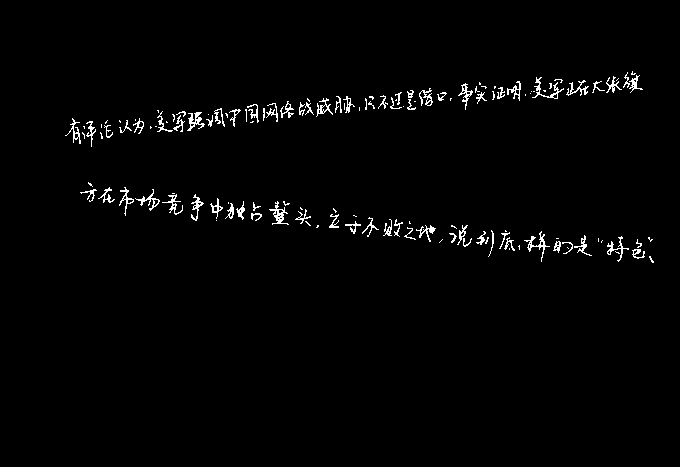 有评论认为,美军强调中国网络战威胁,只不过是借口,事实证明,美军正在大张旗
方在市场竞争中独占鳌头,立于不败之地,说到底,拼的是“特色”、